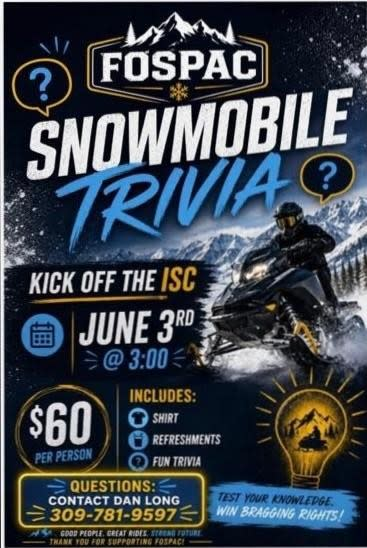 ?
FOSPAC
SNOWMOBILE
TRIVIA
?
KICK OFF THE ISC
JUNE 3RD
@ 3:00
$60
PER PERSON
INCLUDES:
SHIRT
REFRESHMENTS
? FUN TRIVIA
QUESTIONS:
CONTACT DAN LONG
309-781-9597
TEST YOUR KNOWLEDGE.
WIN BRAGGING RIGHTS!
GOOD PEOPLE. GREAT RIDES. STRONG FUTURE.
THANK YOU FOR SUPPORTING FOSPAC!